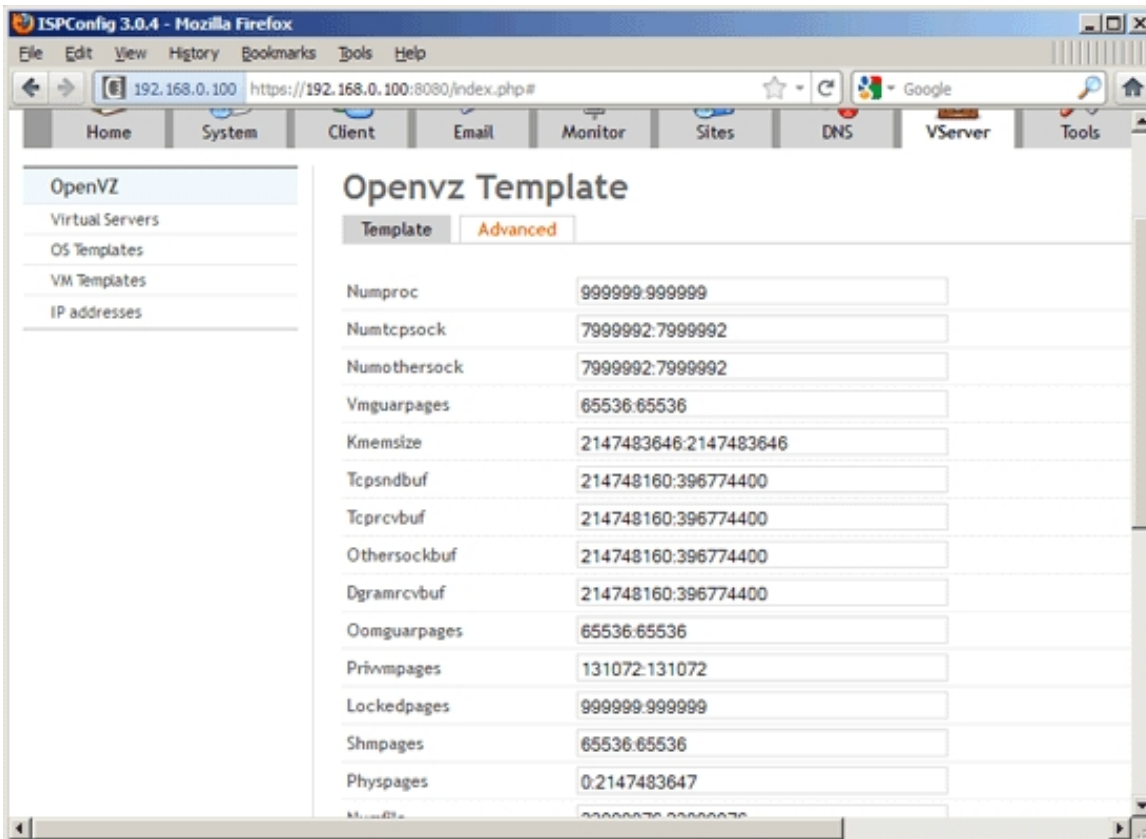 ISPConfig 3.0.4 - Mozilla Firefox
File Edit View History Bookmarks Tools Help
192.168.0.100 https://192.168.0.100:8080/index.php# Google
Home System Client Email Monitor Sites DNS VServer Tools
OpenVZ
Virtual Servers
OS Templates
VM Templates
IP addresses
Openvz Template
Template Advanced
Numproc 999999:999999
Numtcpsock 7999992:7999992
Numothersock 7999992:7999992
Vmguarpages 65536:65536
Kmemsize 2147483646:2147483646
Tcpsndbuf 214748160:396774400
Tcprcvbuf 214748160:396774400
Othersockbuf 214748160:396774400
Dgramrcvbuf 214748160:396774400
Oomguarpages 65536:65536
Privvmpages 131072:131072
Lockedpages 999999:999999
Shmpages 65536:65536
Physpages 0:2147483647